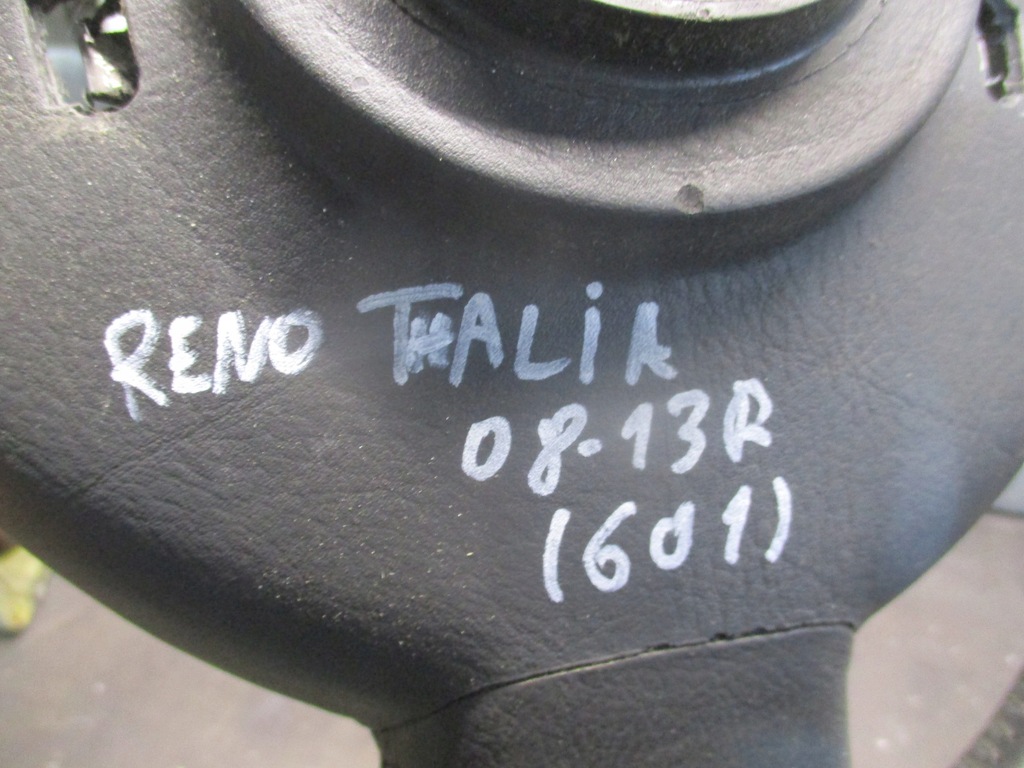 RENO THALiA
08-13R
(601)